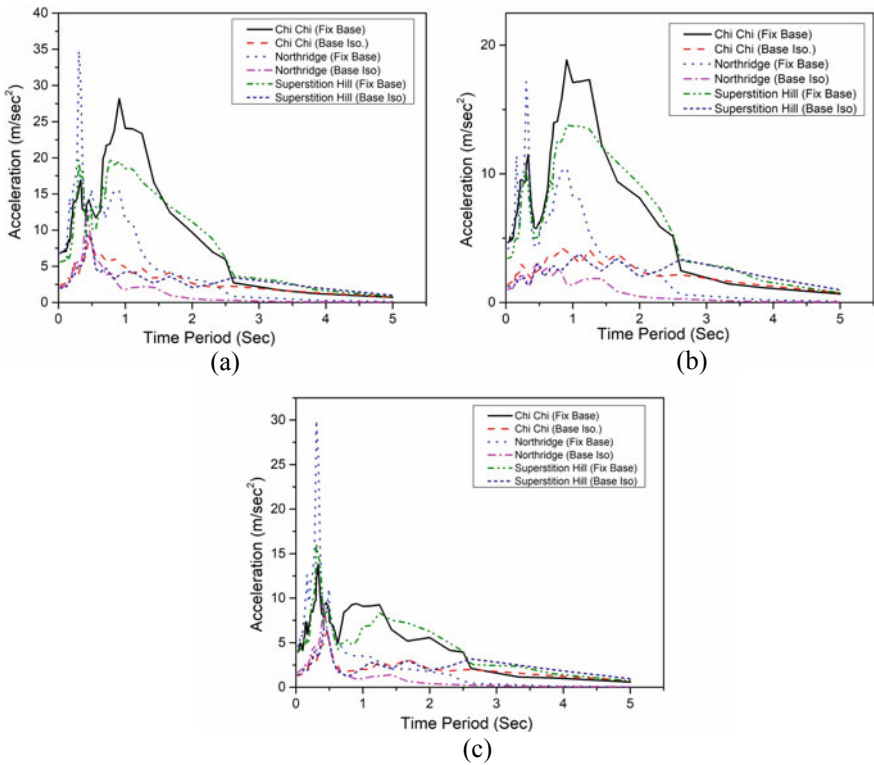 40
35
30
25
20
15
10
5
0
Acceleration (m/sec²)
Chi Chi (Fix Base)
Chi Chi (Base Iso.)
Northridge (Fix Base)
Northridge (Base Iso)
Superstition Hill (Fix Base)
Superstition Hill (Base Iso)
0 1 2 3 4 5
Time Period (Sec)
(a)
20
10
0
Acceleration (m/sec²)
Chi Chi (Fix Base)
Chi Chi (Base Iso.)
Northridge (Fix Base)
Northridge (Base Iso)
Superstition Hill (Fix Base)
Superstition Hill (Base Iso)
0 1 2 3 4 5
Time Period (Sec)
(b)
30
25
20
15
10
5
0
Acceleration (m/sec²)
Chi Chi (Fix Base)
Chi Chi (Base Iso.)
Northridge (Fix Base)
Northridge (Base Iso)
Superstition Hill (Fix Base)
Superstition Hill (Base Iso)
0 1 2 3 4 5
Time Period (Sec)
(c)